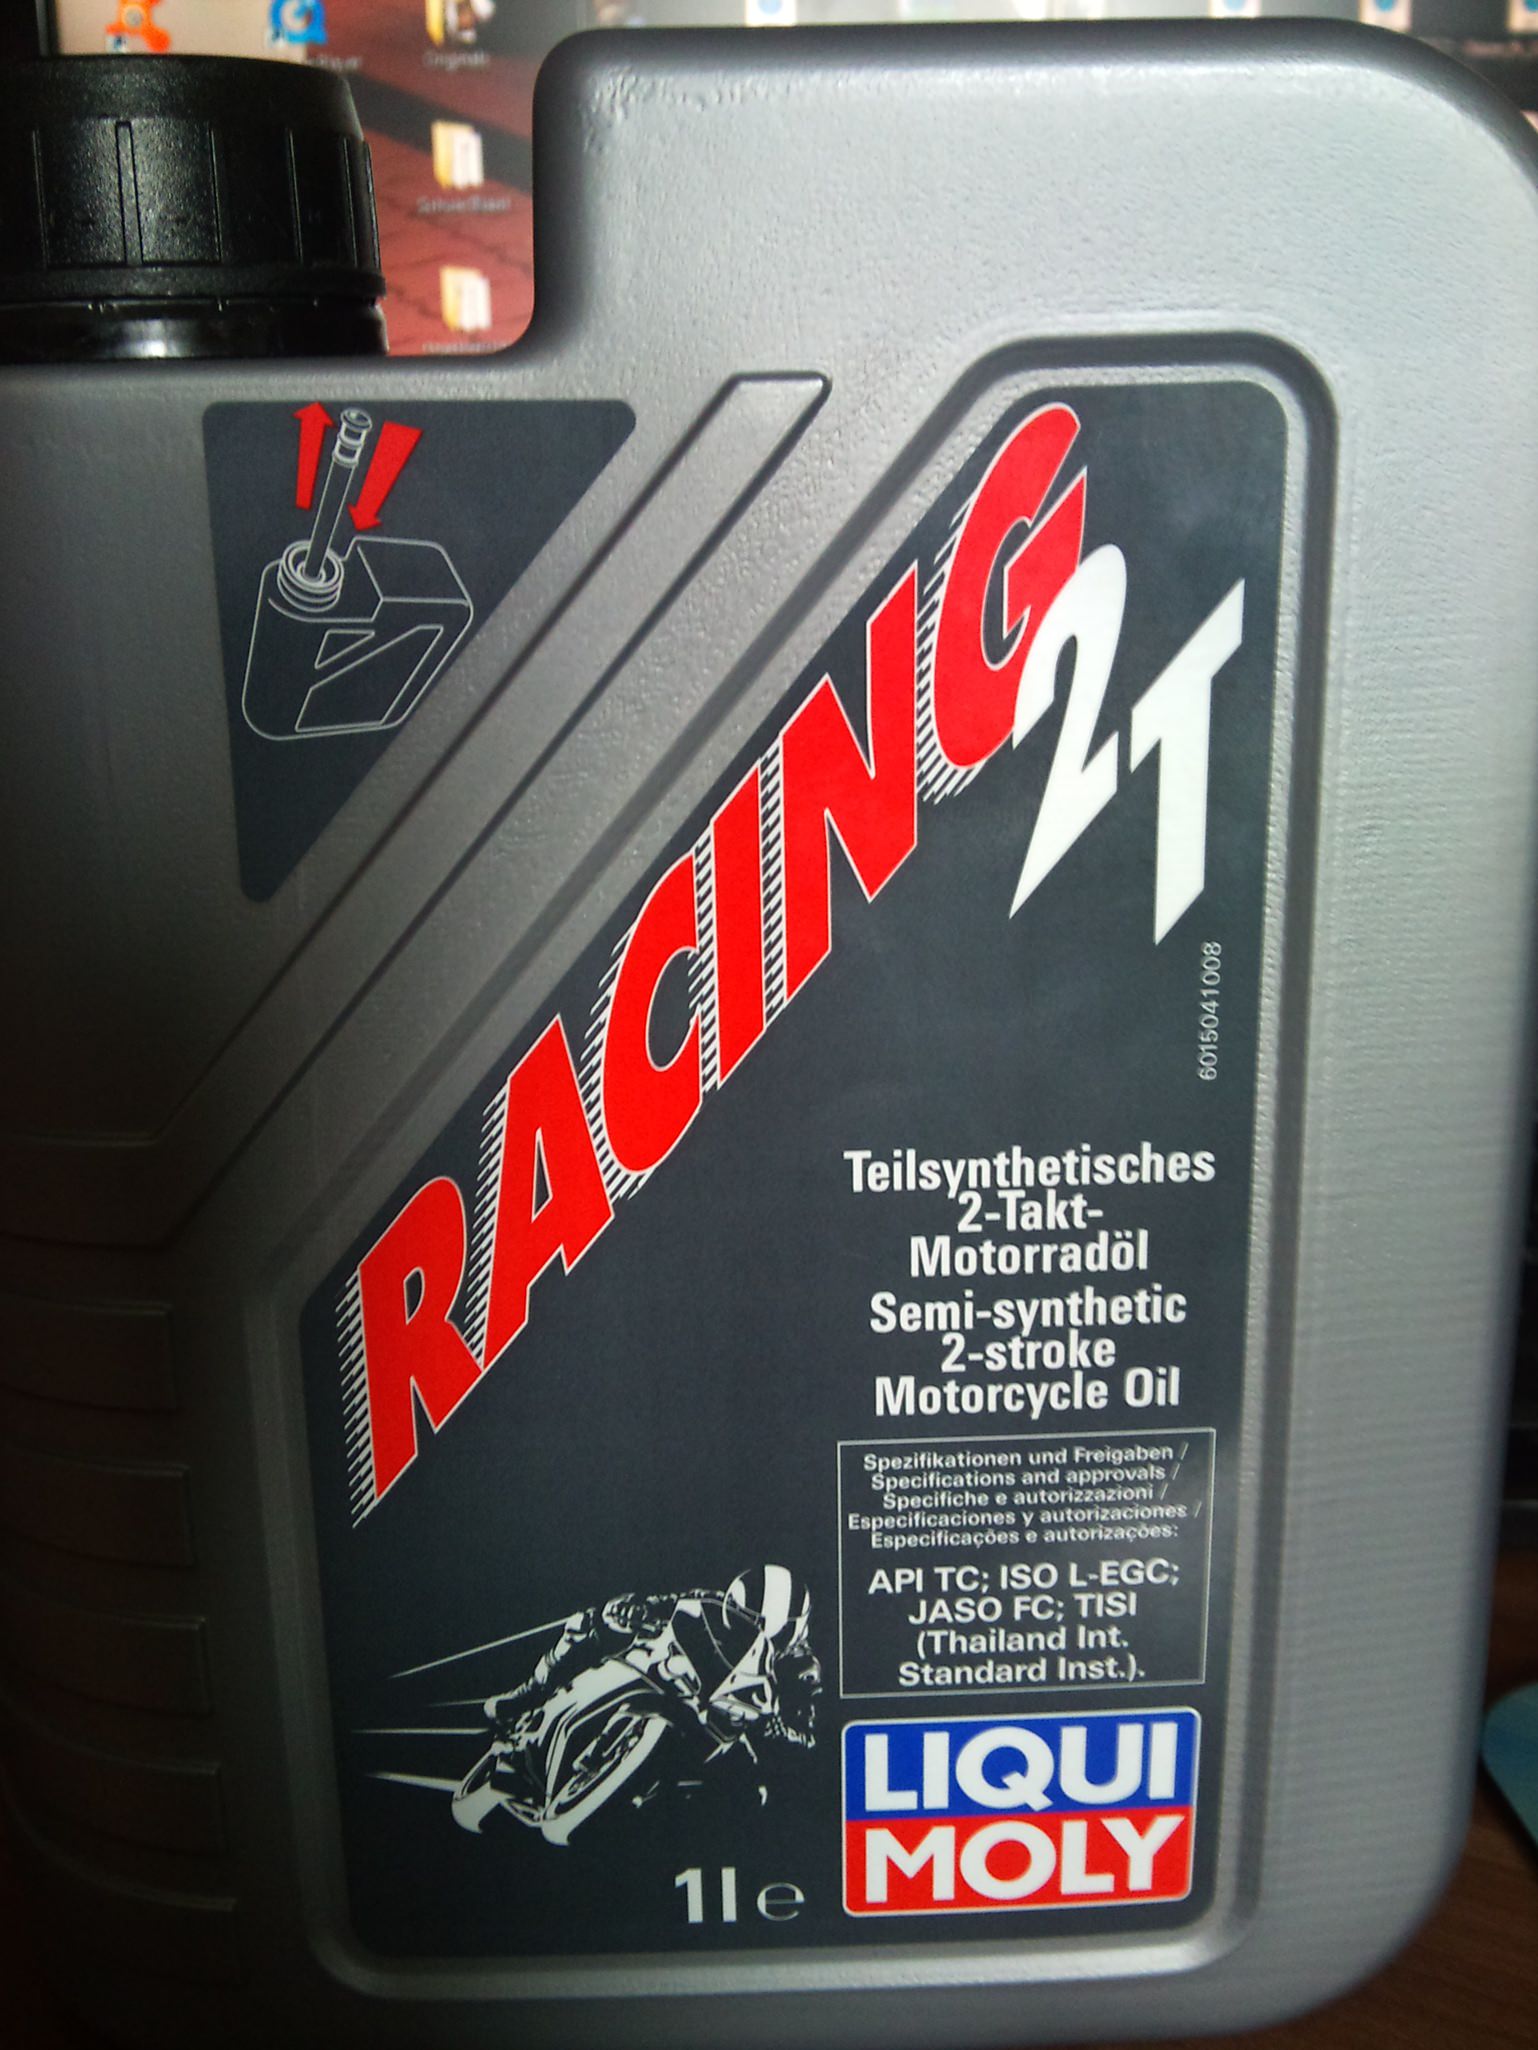 Originals
RACING
2T
6015041008
Teilsynthetisches
2-Takt-
Motorradöl
Semi-synthetic
2-stroke
Motorcycle Oil
Spezifikationen und Freigaben /
Specifications and approvals /
Specifiche e autorizzazioni /
Especificaciones y autorizaciones /
Especificações e autorizações:
API TC; ISO L-EGC;
JASO FC; TISI
(Thailand Int.
Standard Inst.).
LIQUI
MOLY
1l e